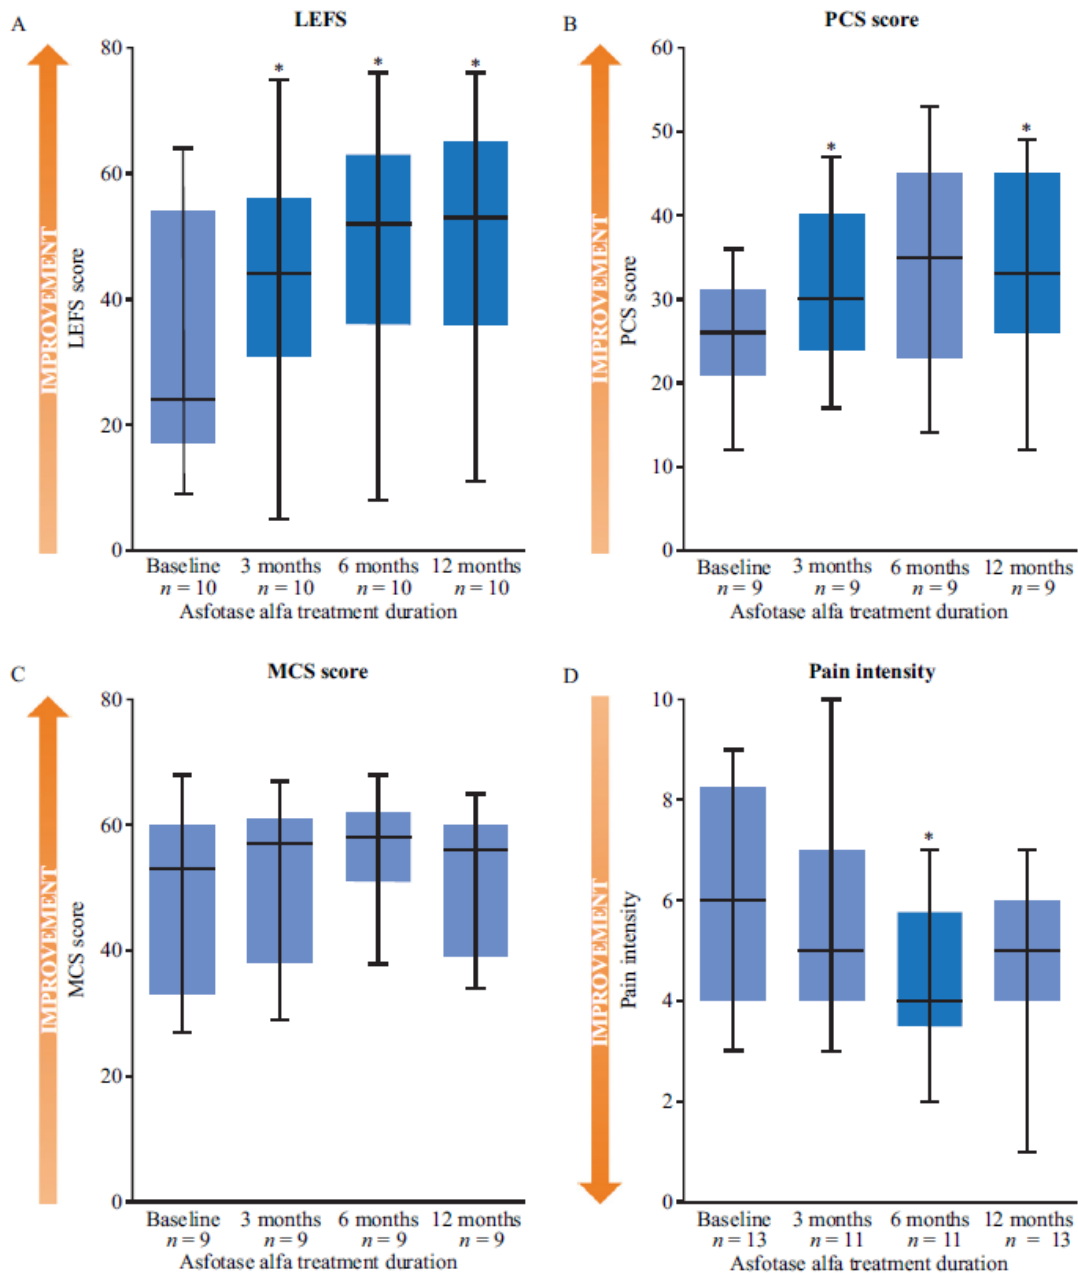 A
LEFS
IMPROVEMENT
LEFS score
80
60
40
20
0
*
*
*
Baseline 3 months 6 months 12 months
n = 10 n = 10 n = 10 n = 10
Asfotase alfa treatment duration
B
PCS score
IMPROVEMENT
PCS score
60
50
40
30
20
10
0
*
*
Baseline 3 months 6 months 12 months
n = 9 n = 9 n = 9 n = 9
Asfotase alfa treatment duration
C
MCS score
IMPROVEMENT
MCS score
80
60
40
20
0
Baseline 3 months 6 months 12 months
n = 9 n = 9 n = 9 n = 9
Asfotase alfa treatment duration
D
Pain intensity
IMPROVEMENT
Pain intensity
10
8
6
4
2
0
*
Baseline 3 months 6 months 12 months
n = 13 n = 11 n = 11 n = 13
Asfotase alfa treatment duration